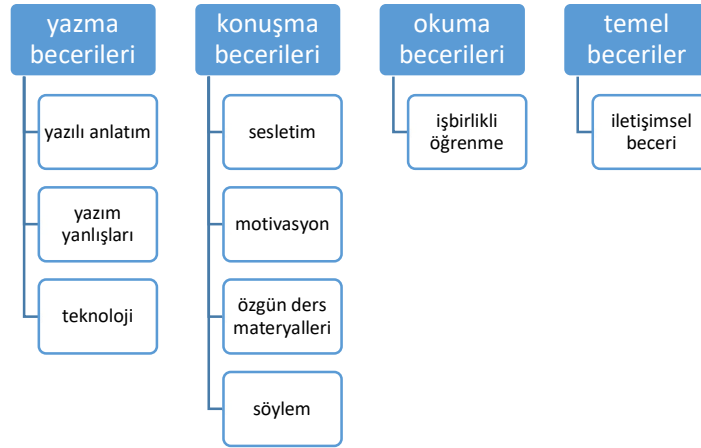 yazma
becerileri
yazılı anlatım
yazım
yanlışları
teknoloji
konuşma
becerileri
sesletim
motivasyon
özgün ders
materyalleri
söylem
okuma
becerileri
işbirlikli
öğrenme
temel
beceriler
iletişimsel
beceri